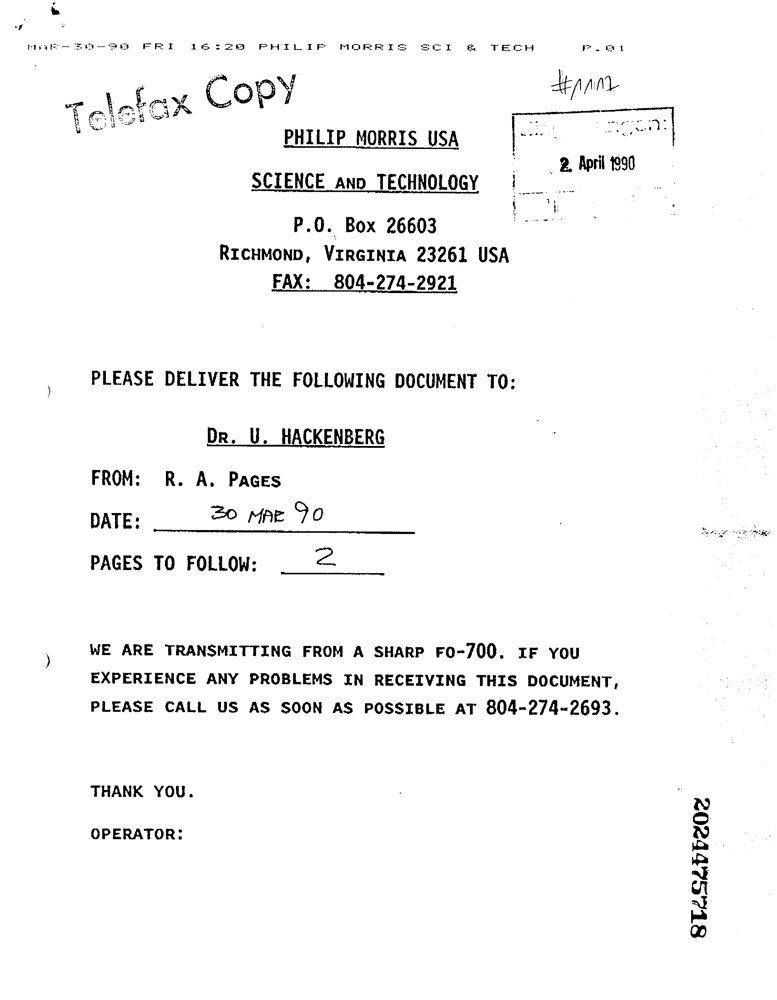 MAR-30-90 FRI 16:20 PHILIP MORRIS SCI & TECH P.01
Telefax Copy
PHILIP MORRIS USA
2. April 1990
SCIENCE AND TECHNOLOGY
P.O. Box 26603
RICHMOND, VIRGINIA 23261 USA
FAX: 804-274-2921
PLEASE DELIVER THE FOLLOWING DOCUMENT TO:
DR. U. HACKENBERG
FROM: R. A. PAGES
DATE: 30 MAR 90
PAGES TO FOLLOW: 2
WE ARE TRANSMITTING FROM A SHARP FO-700. IF YOU
EXPERIENCE ANY PROBLEMS IN RECEIVING THIS DOCUMENT,
PLEASE CALL US AS SOON AS POSSIBLE AT 804-274-2693.
THANK YOU.
OPERATOR:
2024475718